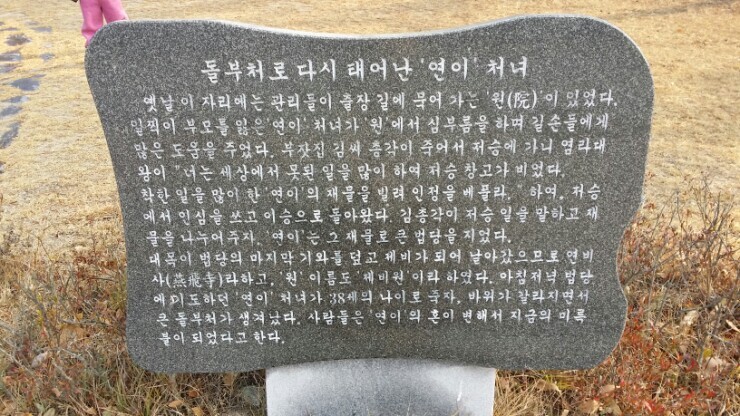 돌부처로 다시 태어난 '연이' 처녀
옛날 이 자리에는 관리들이 출장 길에 묵어 가는 '원(院)'이 있었다.
일찍이 부모를 잃은 '연이' 처녀가 '원'에서 심부름을 하며 길손들에게
많은 도움을 주었다. 부잣집 김씨 총각이 죽어서 저승에 가니 염라대
왕이 "너는 세상에서 못된 일을 많이 하여 저승 창고가 비었다.
착한 일을 많이 한 '연이'의 재물을 빌려 인정을 베풀라." 하여, 저승
에서 인심을 쓰고 이승으로 돌아왔다. 김총각이 저승 일을 말하고 재
물을 나누어주자, '연이'는 그 재물로 큰 법당을 지었다.
대목이 법당의 마지막 기와를 덮고 제비가 되어 날아갔으므로 연비
사(燕飛寺)라하고, '원' 이름도 '제비원'이라 하였다. 아침저녁 법당
에 기도하던 '연이' 처녀가 38세의 나이로 죽자, 바위가 갈라지면서
큰 돌부처가 생겨났다. 사람들은 '연이'의 혼이 변해서 지금의 미륵
불이 되었다고 한다.